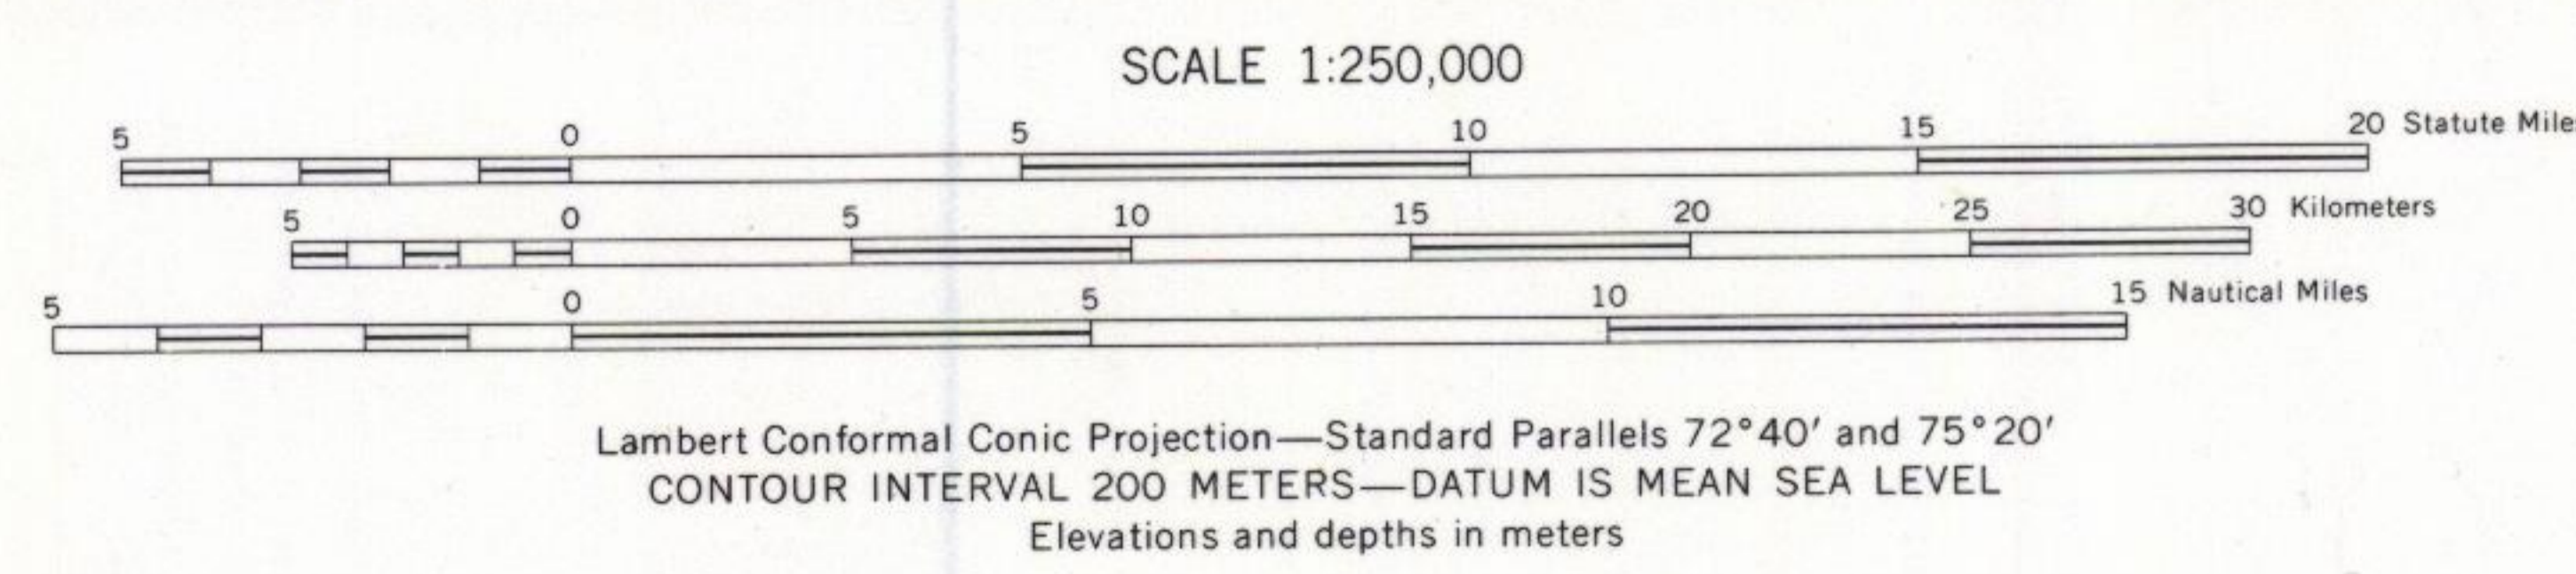 SCALE 1:250,000
5 0 5 10 15 20 Statute Mile
5 0 5 10 15 20 25 30 Kilometers
5 0 5 10 15 Nautical Miles
Lambert Conformal Conic Projection—Standard Parallels 72°40′ and 75°20′
CONTOUR INTERVAL 200 METERS—DATUM IS MEAN SEA LEVEL
Elevations and depths in meters